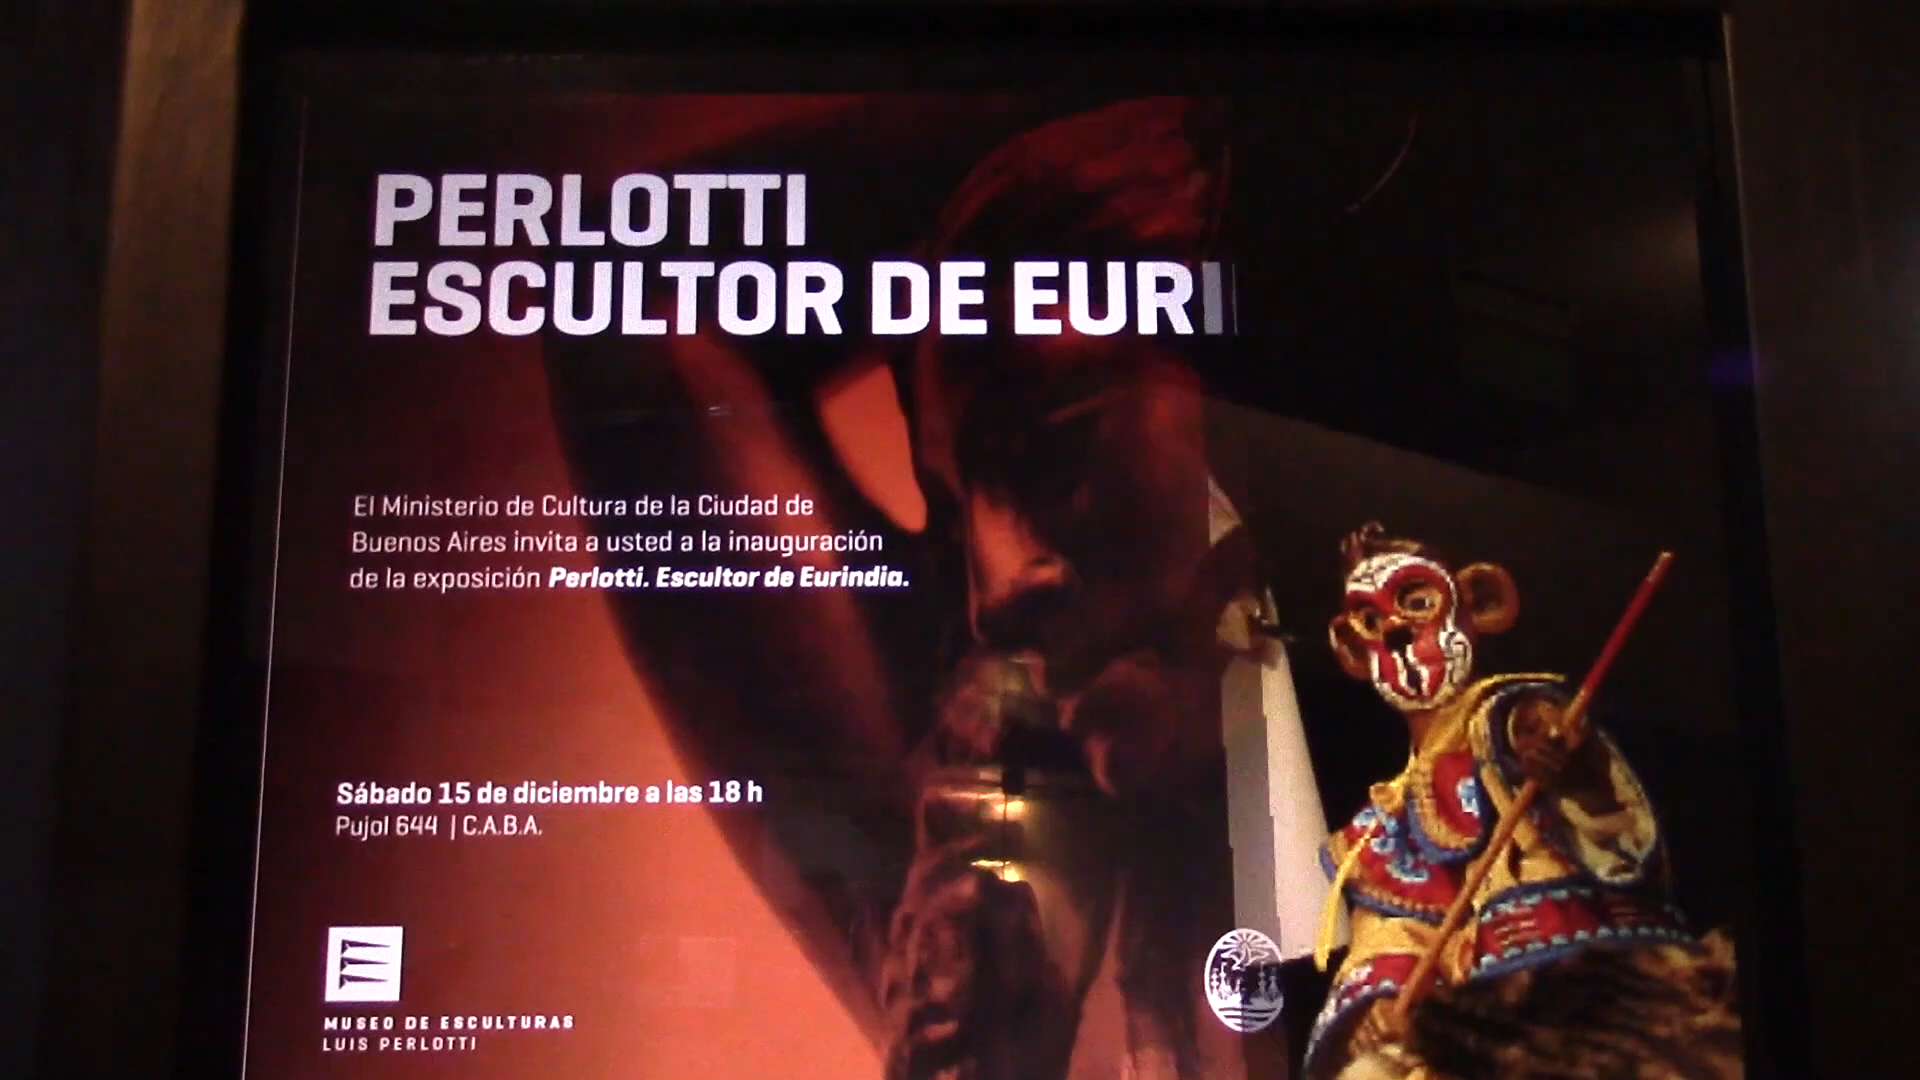 PERLOTTI
ESCULTOR DE EURI
El Ministerio de Cultura de la Ciudad de
Buenos Aires invita a usted a la inauguración
de la exposición Perlotti. Escultor de Eurindia.
Sábado 15 de diciembre a las 18 h
Pujol 644 | C.A.B.A.
MUSEO DE ESCULTURAS
LUIS PERLOTTI